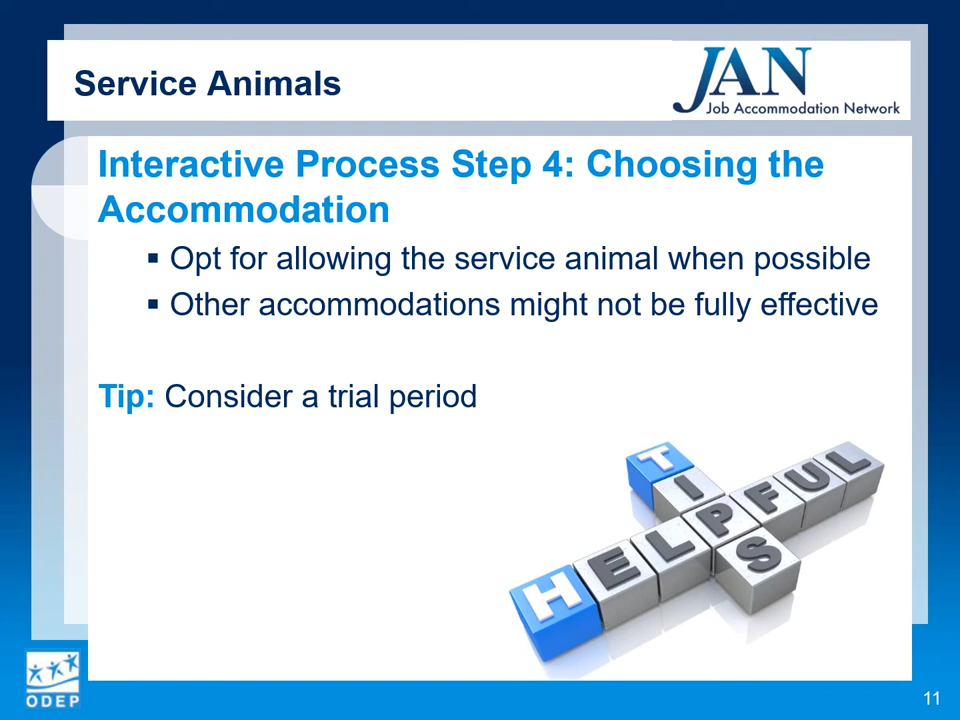 Service Animals
JAN
Job Accommodation Network
Interactive Process Step 4: Choosing the
Accommodation
▪ Opt for allowing the service animal when possible
▪ Other accommodations might not be fully effective
Tip: Consider a trial period
TIPS
HELPFUL
ODEP
11